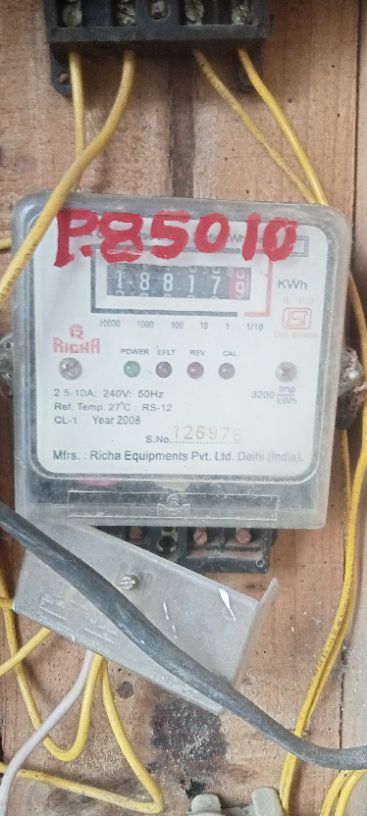 P.85010
1 8 8 1 7 9
KWh
10000 1000 100 10 1 1/10
RICHA
POWER EFLT REV. CAL
2.5-10A; 240V; 50Hz
3200 Imp/kWh
Ref. Temp. 27°C : RS-12
CL-1 Year 2008
S.No. 126976
Mfrs. : Richa Equipments Pvt. Ltd. Delhi (India).